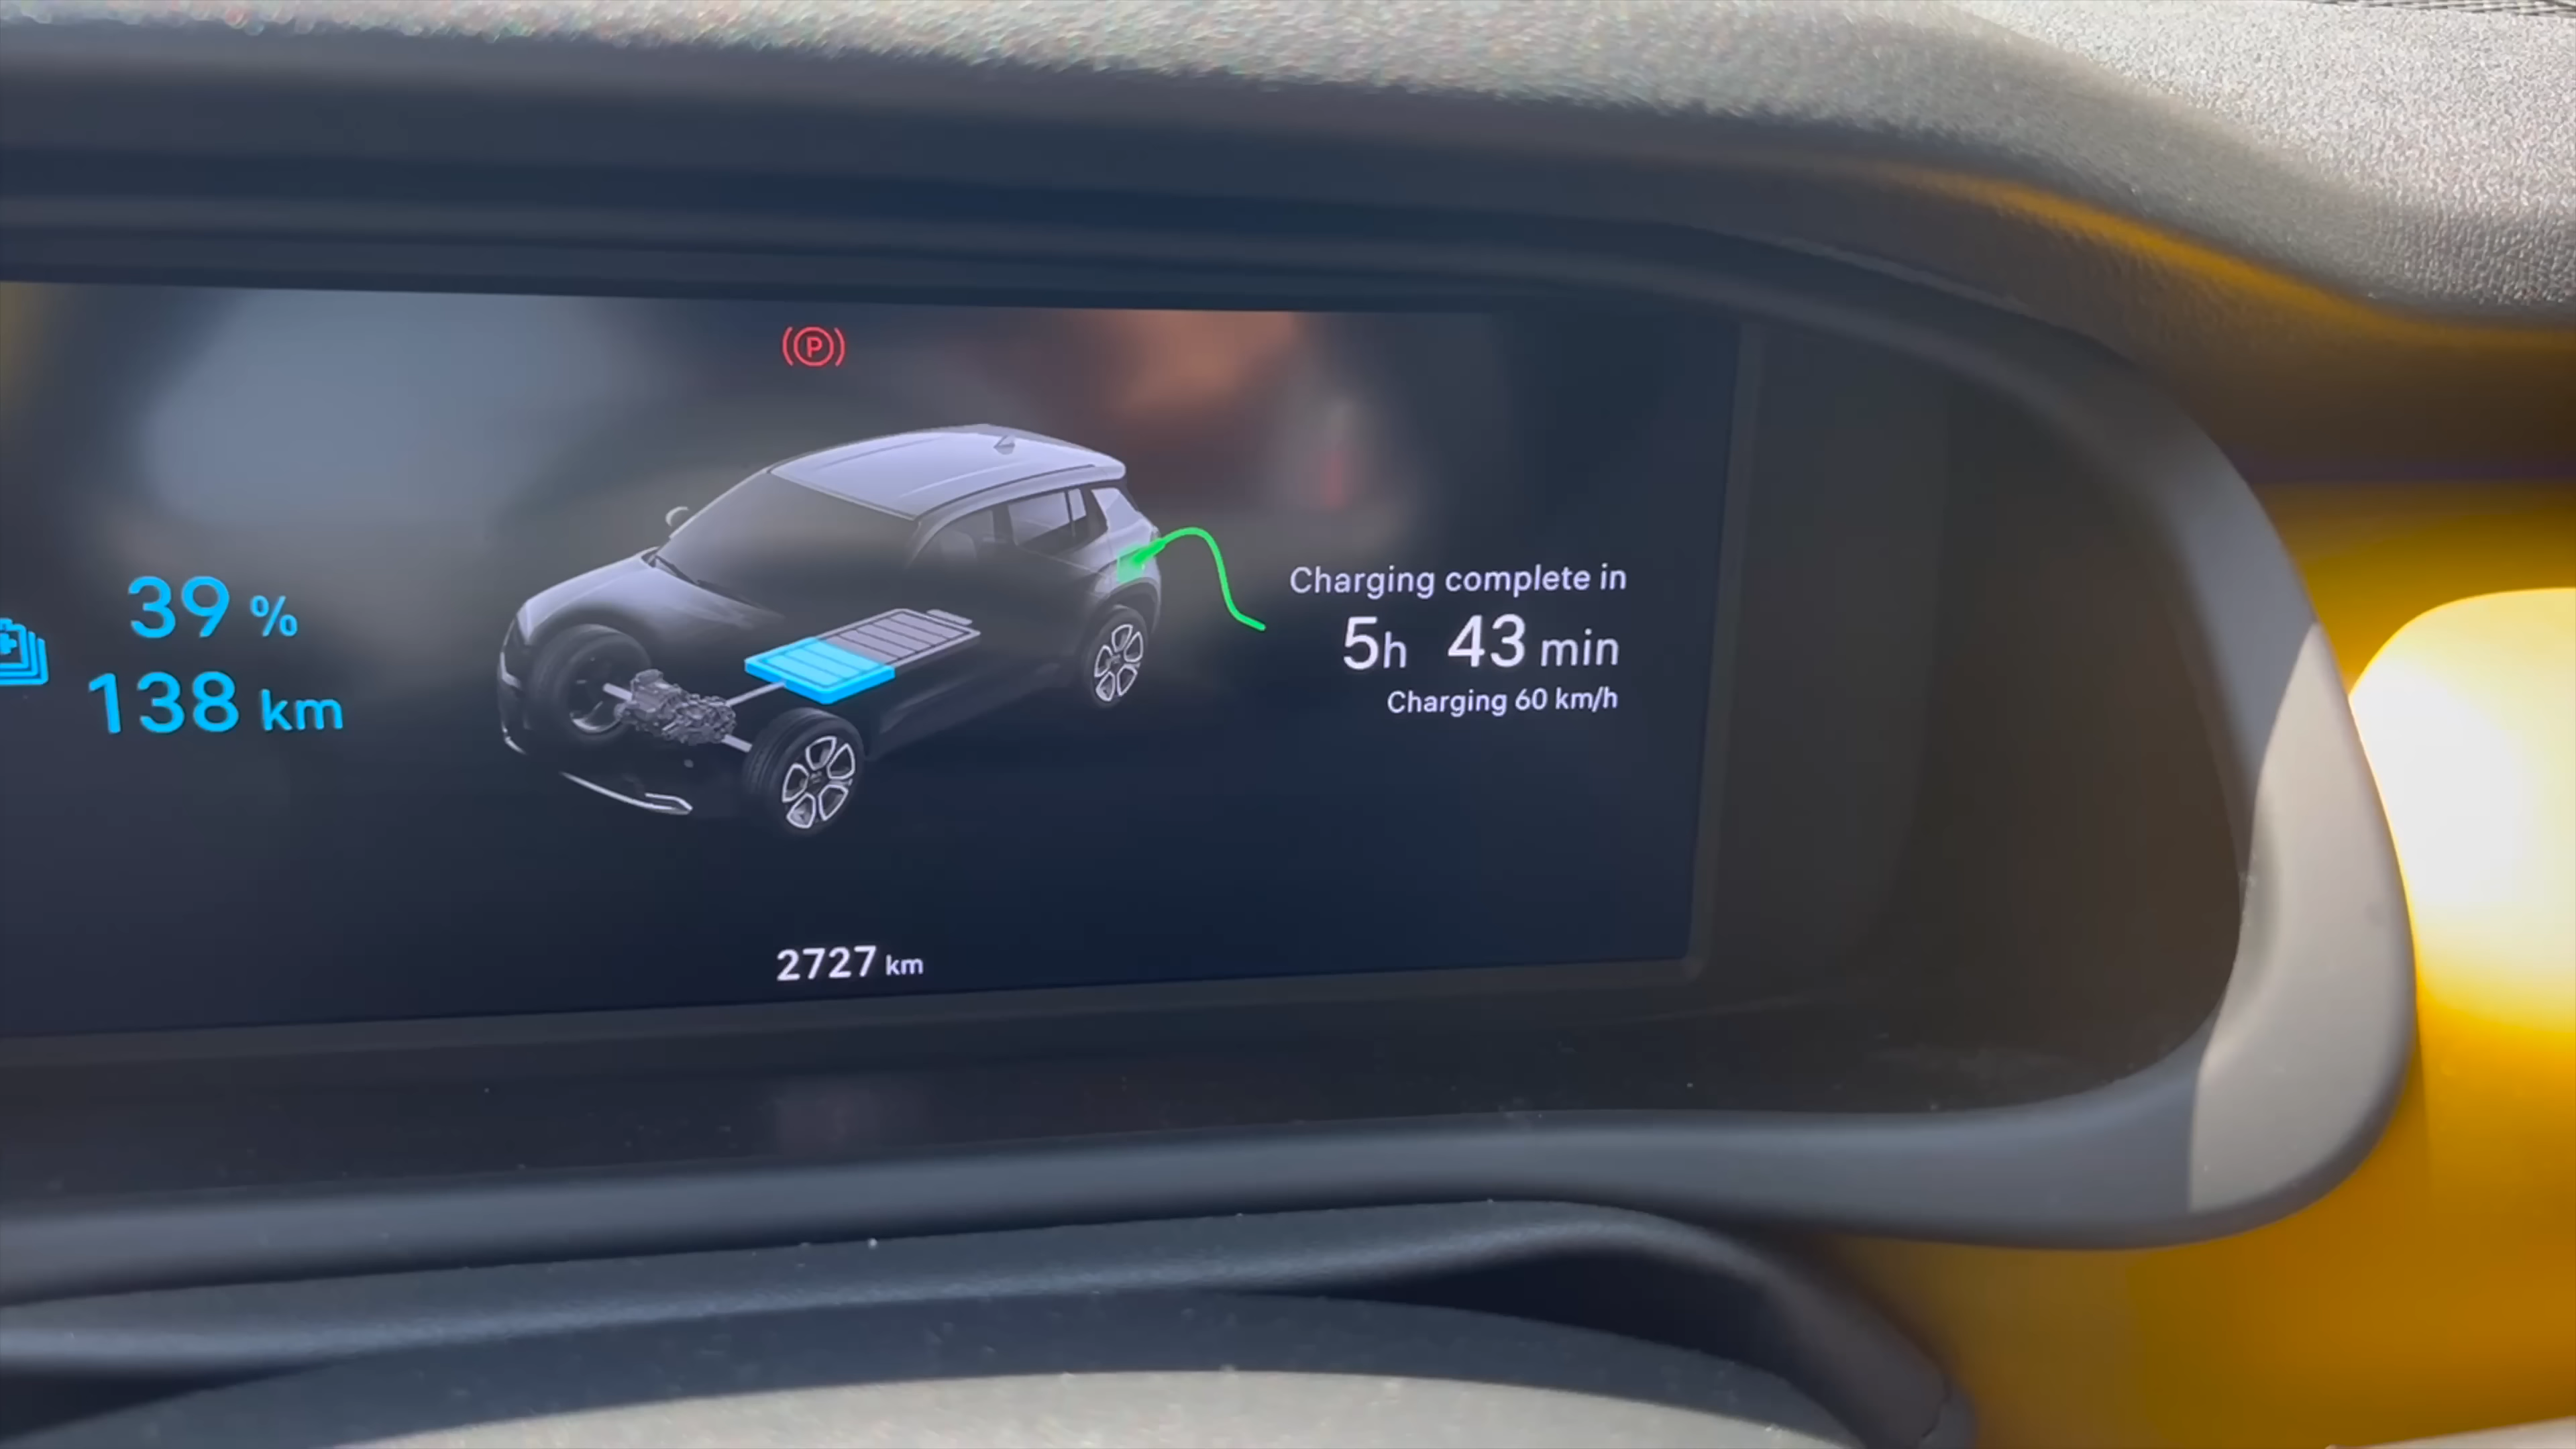 P
39 %
138 km
Charging complete in
5h 43 min
Charging 60 km/h
2727 km